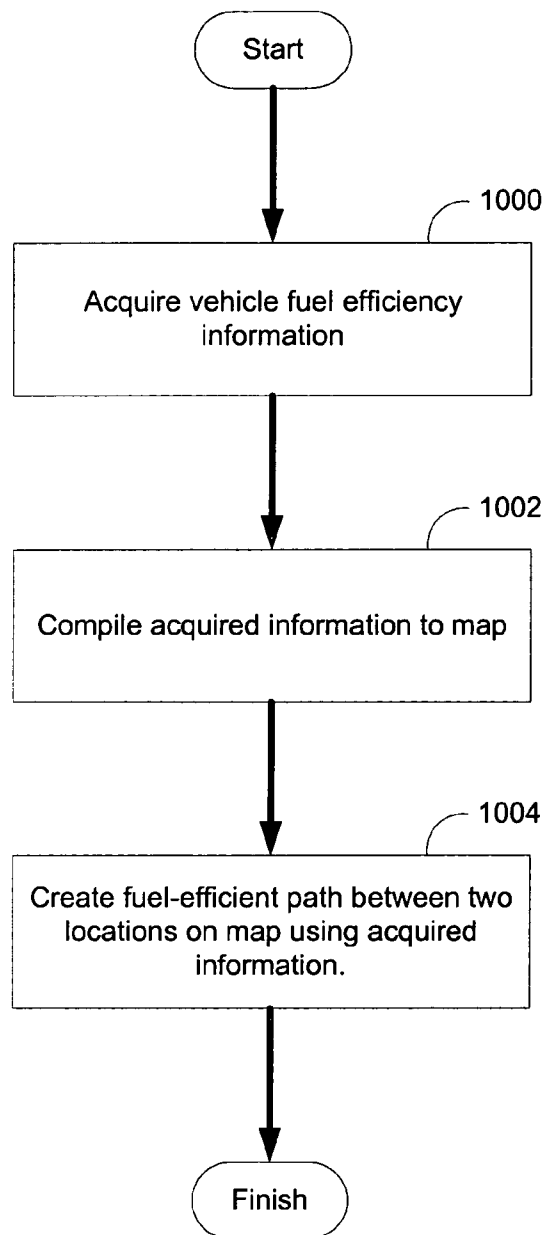 Start
1000
Acquire vehicle fuel efficiency
information
1002
Compile acquired information to map
1004
Create fuel-efficient path between two
locations on map using acquired
information.
Finish